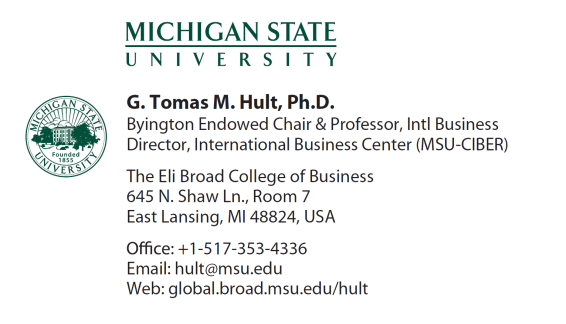 MICHIGAN STATE
UNIVERSITY
MICHIGAN STATE
UNIVERSITY
Founded
1855
G. Tomas M. Hult, Ph.D.
Byington Endowed Chair & Professor, Intl Business
Director, International Business Center (MSU-CIBER)
The Eli Broad College of Business
645 N. Shaw Ln., Room 7
East Lansing, MI 48824, USA
Office: +1-517-353-4336
Email: hult@msu.edu
Web: global.broad.msu.edu/hult